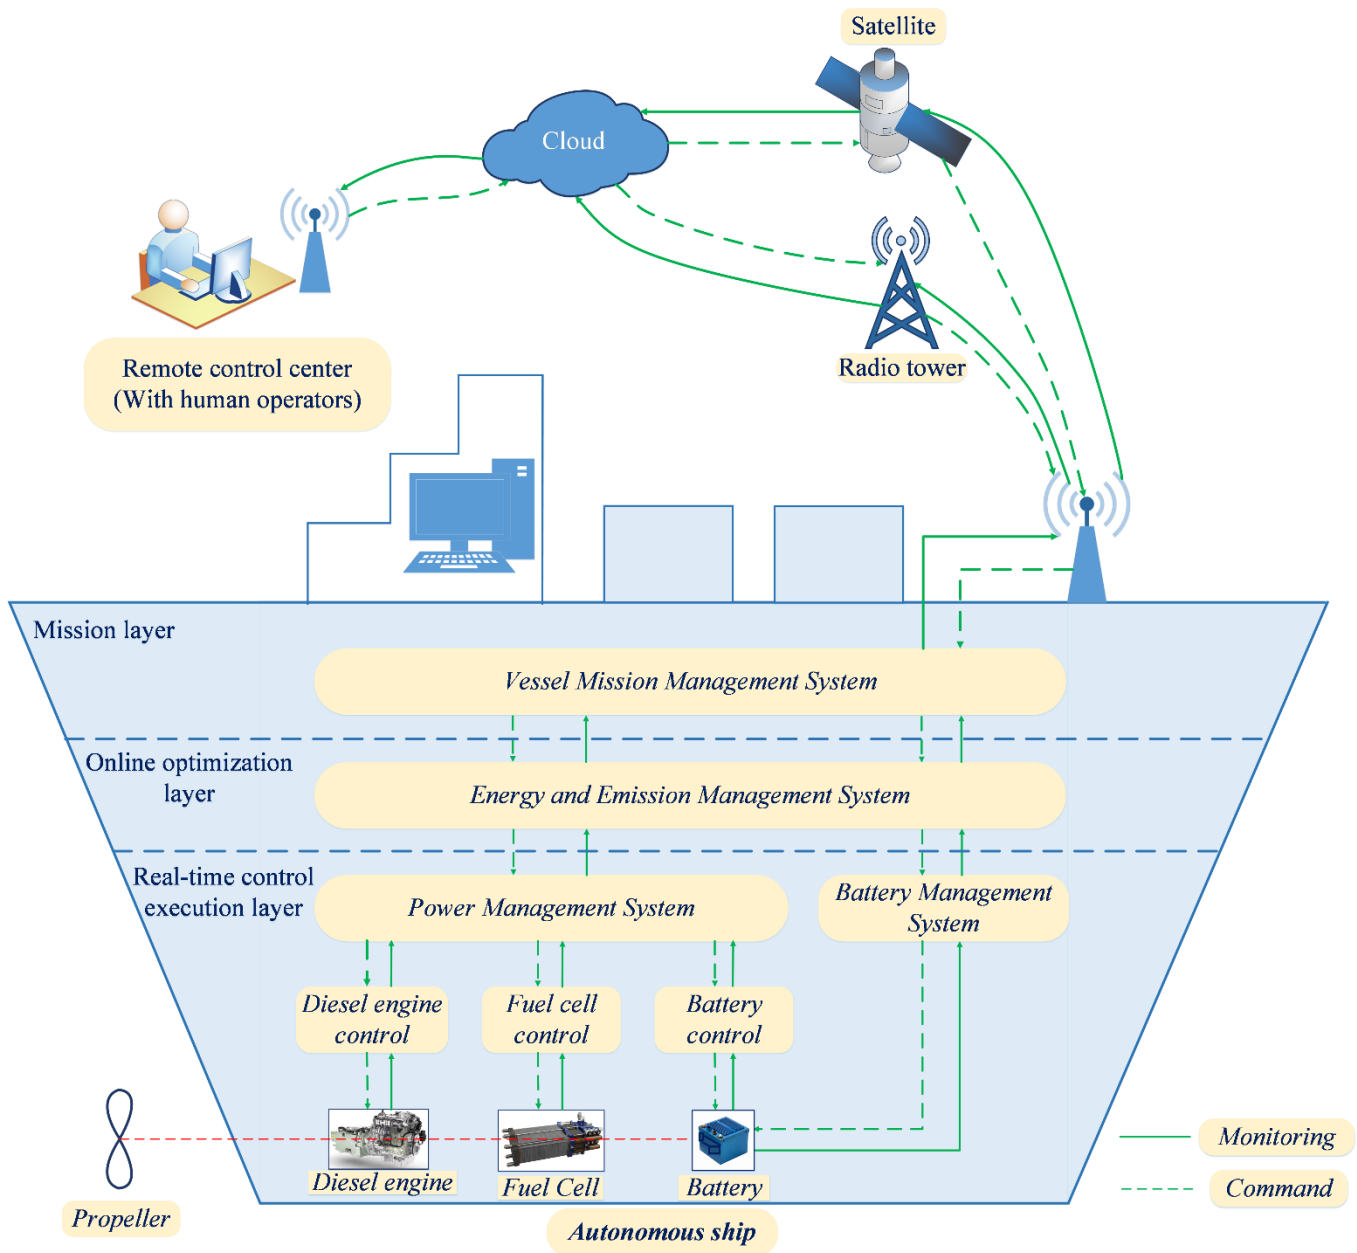 Satellite
Cloud
Radio tower
Remote control center
(With human operators)
Mission layer
Vessel Mission Management System
Online optimization
layer
Energy and Emission Management System
Real-time control
execution layer
Power Management System
Battery Management
System
Diesel engine
control
Fuel cell
control
Battery
control
Diesel engine
Fuel Cell
Battery
Propeller
Monitoring
Command
Autonomous ship